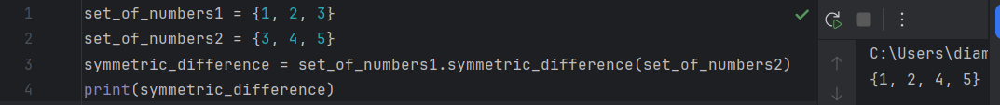 1 set_of_numbers1 = {1, 2, 3}
2 set_of_numbers2 = {3, 4, 5}
3 symmetric_difference = set_of_numbers1.symmetric_difference(set_of_numbers2)
4 print(symmetric_difference)
C:\Users\diam
{1, 2, 4, 5}